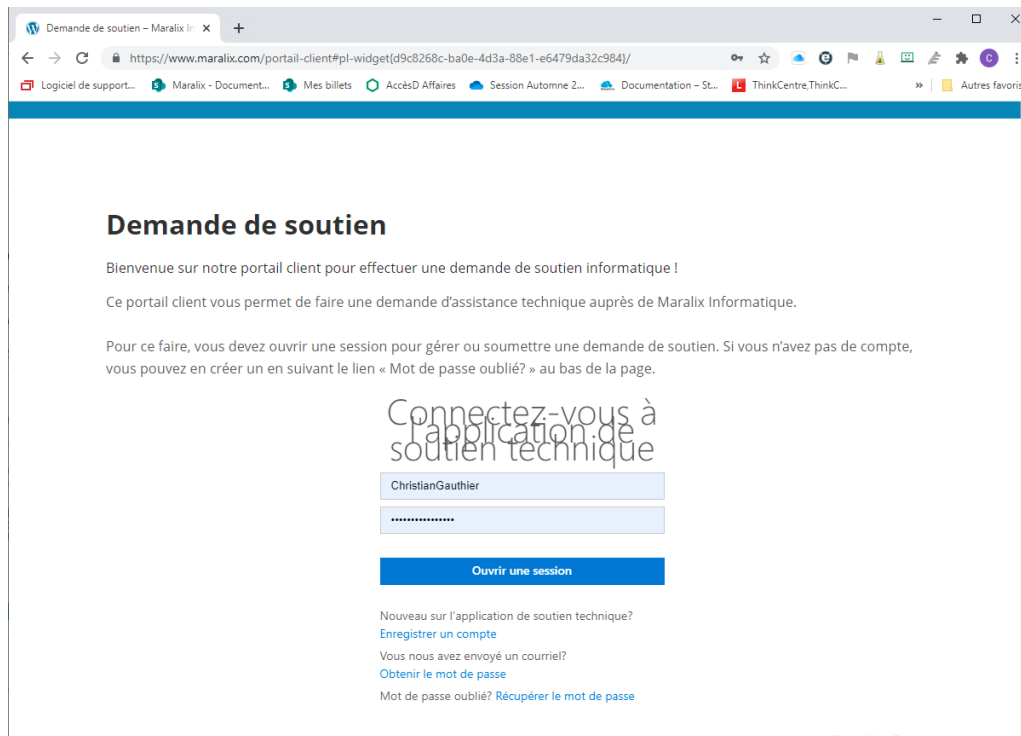 Demande de soutien – Maralix In
https://www.maralix.com/portail-client#pl-widget{d9c8268c-ba0e-4d3a-88e1-e6479da32c984}/
C
Logiciel de support... Maralix - Document... Mes billets AccèsD Affaires Session Automne 2... Documentation – St... L ThinkCentre,ThinkC... » Autres favoris
Demande de soutien
Bienvenue sur notre portail client pour effectuer une demande de soutien informatique !
Ce portail client vous permet de faire une demande d'assistance technique auprès de Maralix Informatique.
Pour ce faire, vous devez ouvrir une session pour gérer ou soumettre une demande de soutien. Si vous n'avez pas de compte,
vous pouvez en créer un en suivant le lien « Mot de passe oublié? » au bas de la page.
Connectez-vous à
l'application de
soutien technique
ChristianGauthier
••••••••••••••••
Ouvrir une session
Nouveau sur l'application de soutien technique?
Enregistrer un compte
Vous nous avez envoyé un courriel?
Obtenir le mot de passe
Mot de passe oublié? Récupérer le mot de passe